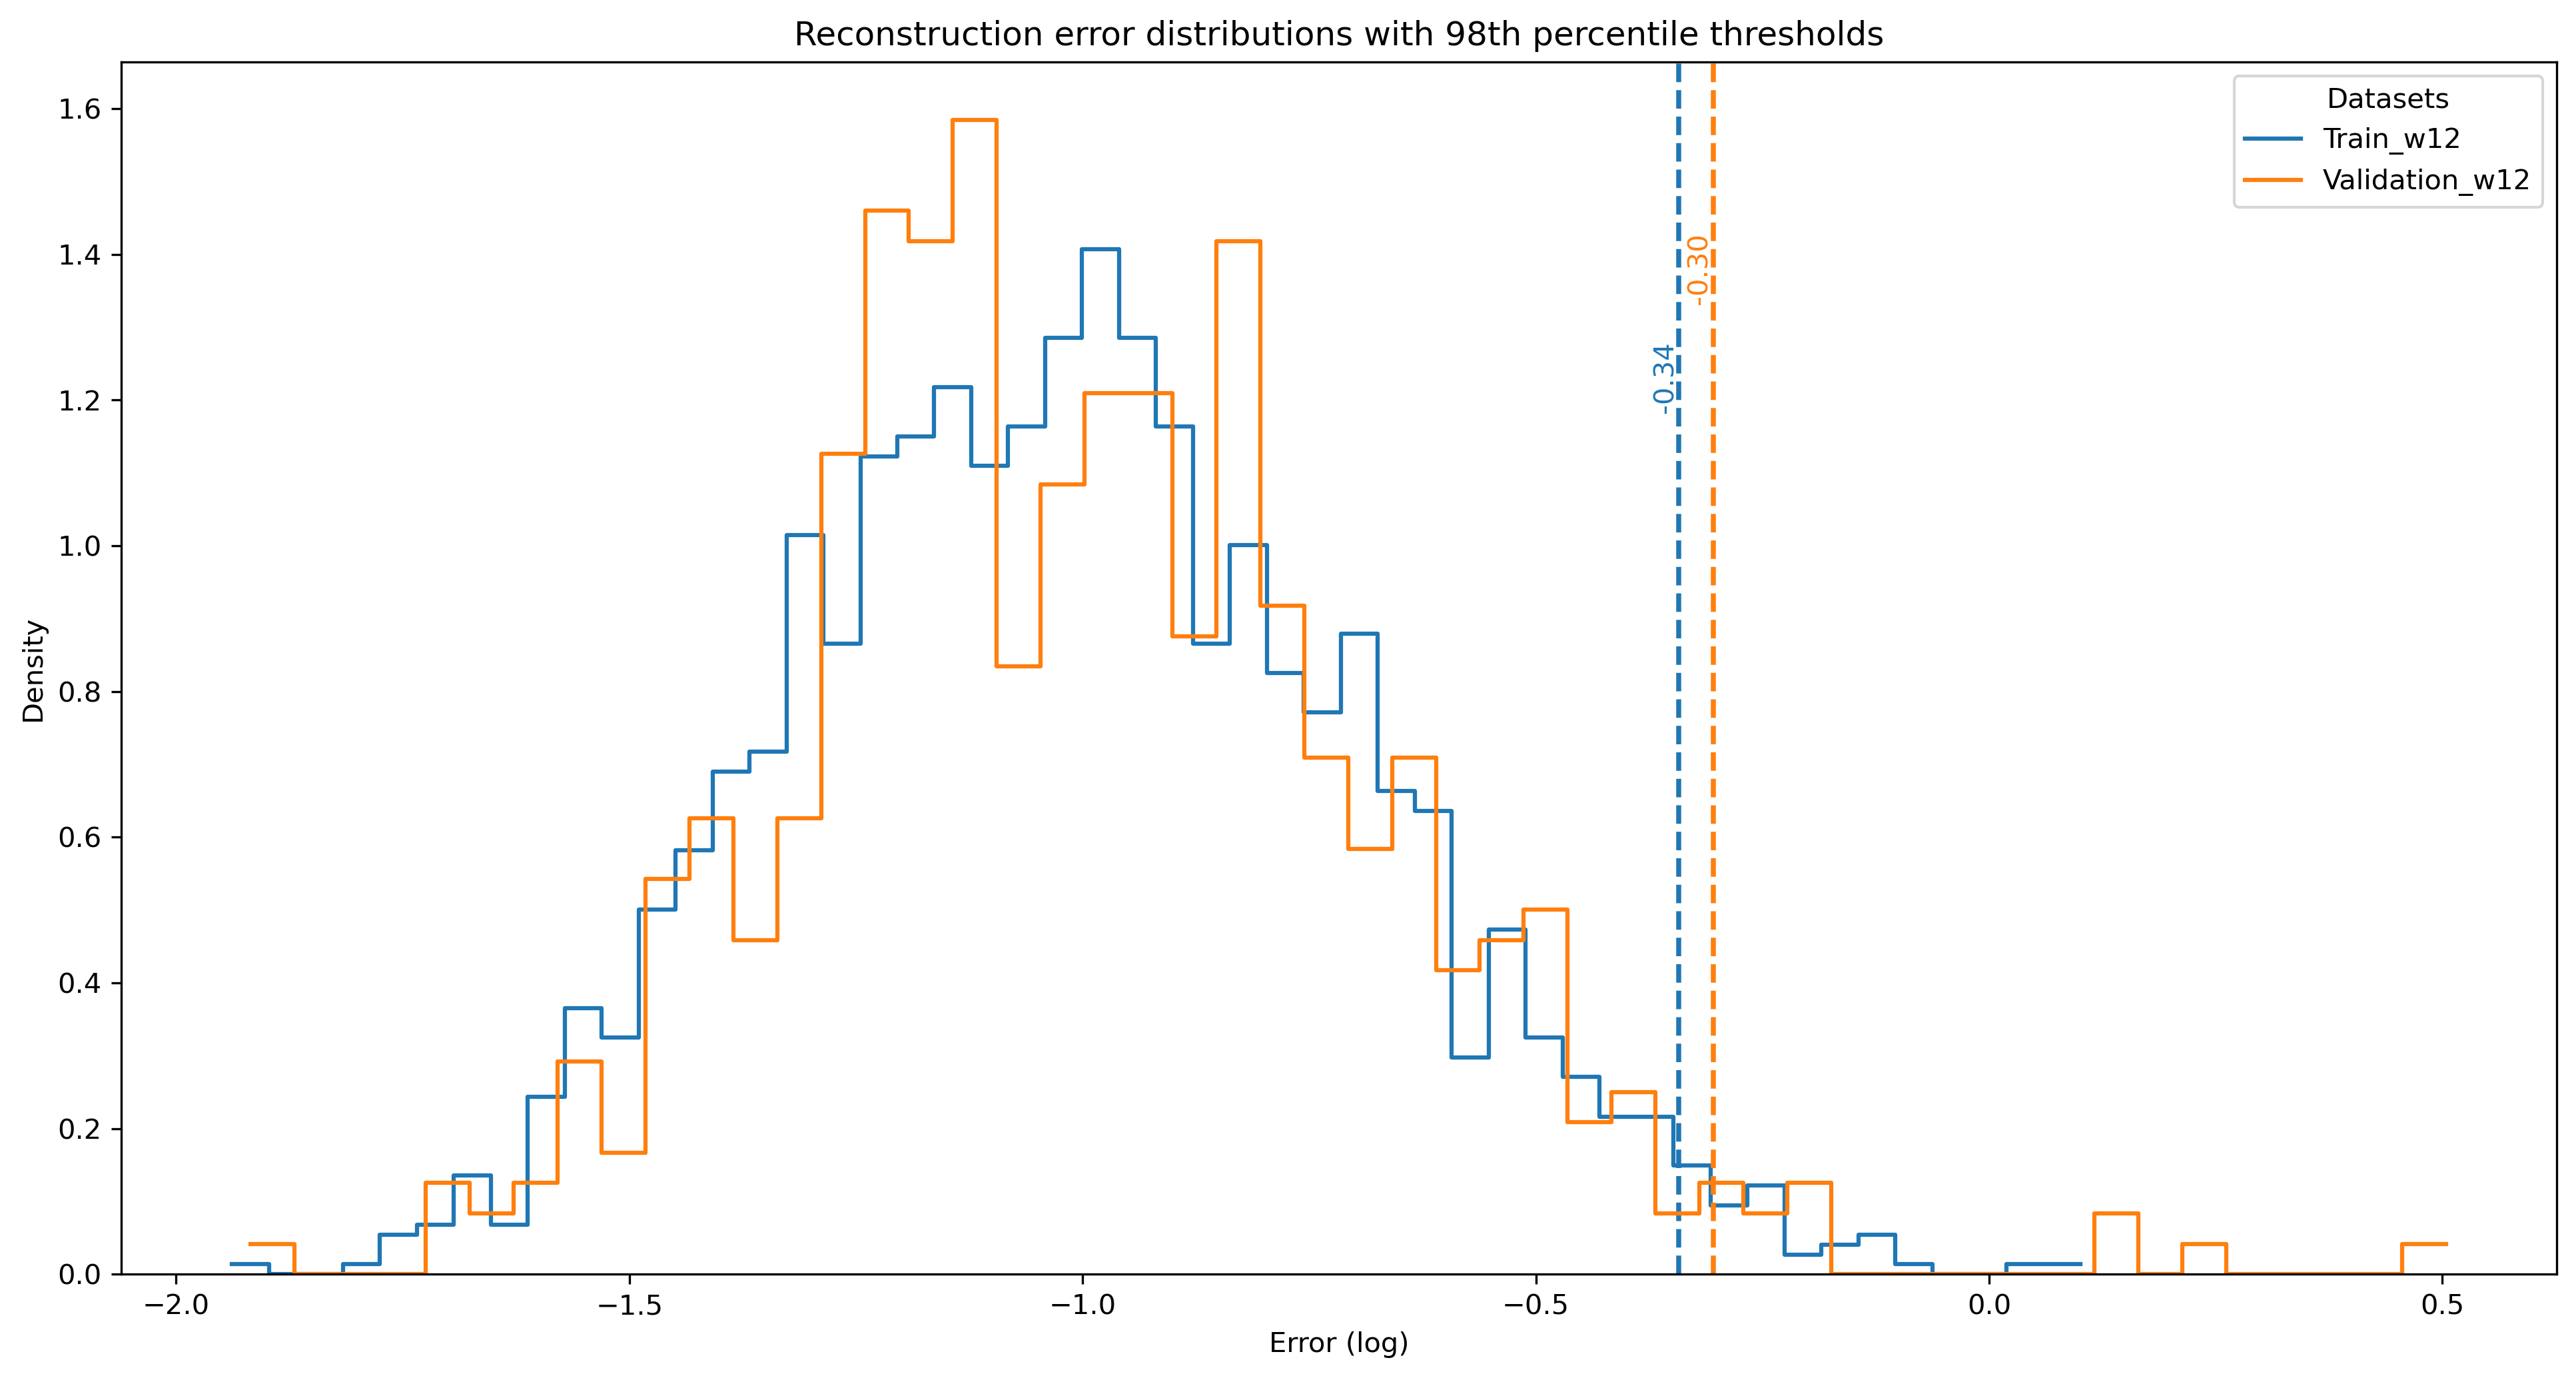 Reconstruction error distributions with 98th percentile thresholds
Datasets
Train_w12
Validation_w12
-0.30
-0.34
Density
1.6
1.4
1.2
1.0
0.8
0.6
0.4
0.2
0.0
−2.0
−1.5
−1.0
−0.5
0.0
0.5
Error (log)